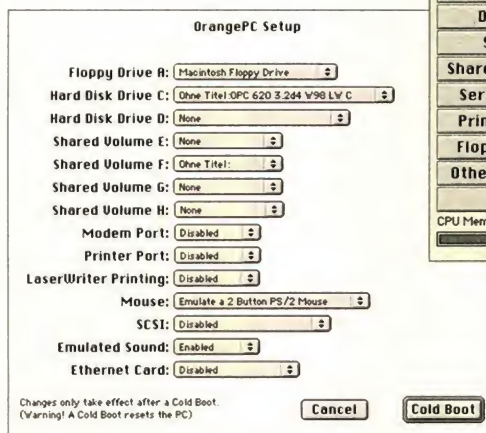 OrangePC Setup
Floppy Drive A: Macintosh Floppy Drive
Hard Disk Drive C: Ohne Titel:OPC 620 3.2d4 W98 LW C
Hard Disk Drive D: None
Shared Volume E: None
Shared Volume F: Ohne Titel:
Shared Volume G: None
Shared Volume H: None
Modem Port: Disabled
Printer Port: Disabled
LaserWriter Printing: Disabled
Mouse: Emulate a 2 Button PS/2 Mouse
SCSI: Disabled
Emulated Sound: Enabled
Ethernet Card: Disabled
Changes only take effect after a Cold Boot.
(Warning! A Cold Boot resets the PC)
Cancel
Cold Boot
D
S
Share
Ser
Prin
Flop
Othe
CPU Mem